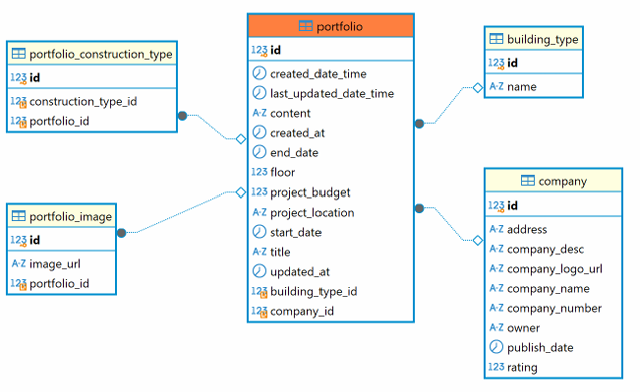 portfolio_construction_type
123 id
123 construction_type_id
123 portfolio_id
portfolio_image
123 id
A-Z image_url
123 portfolio_id
portfolio
123 id
created_date_time
last_updated_date_time
A-Z content
created_at
end_date
123 floor
123 project_budget
A-Z project_location
start_date
A-Z title
updated_at
123 building_type_id
123 company_id
building_type
123 id
A-Z name
company
123 id
A-Z address
A-Z company_desc
A-Z company_logo_url
A-Z company_name
A-Z company_number
A-Z owner
publish_date
123 rating